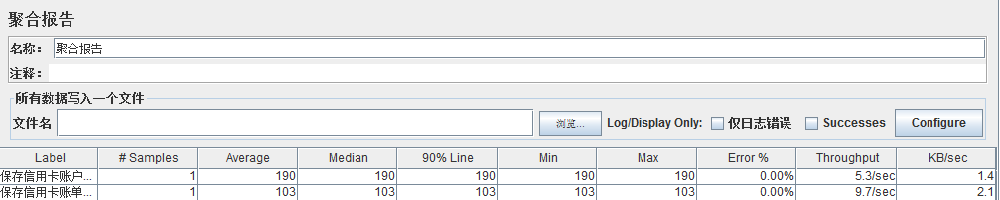 聚合报告
名称： 聚合报告
注释：
所有数据写入一个文件
文件名 浏览... Log/Display Only: 仅日志错误 Successes Configure
Label # Samples Average Median 90% Line Min Max Error % Throughput KB/sec
保存信用卡账户... 1 190 190 190 190 190 0.00% 5.3/sec 1.4
保存信用卡账单... 1 103 103 103 103 103 0.00% 9.7/sec 2.1